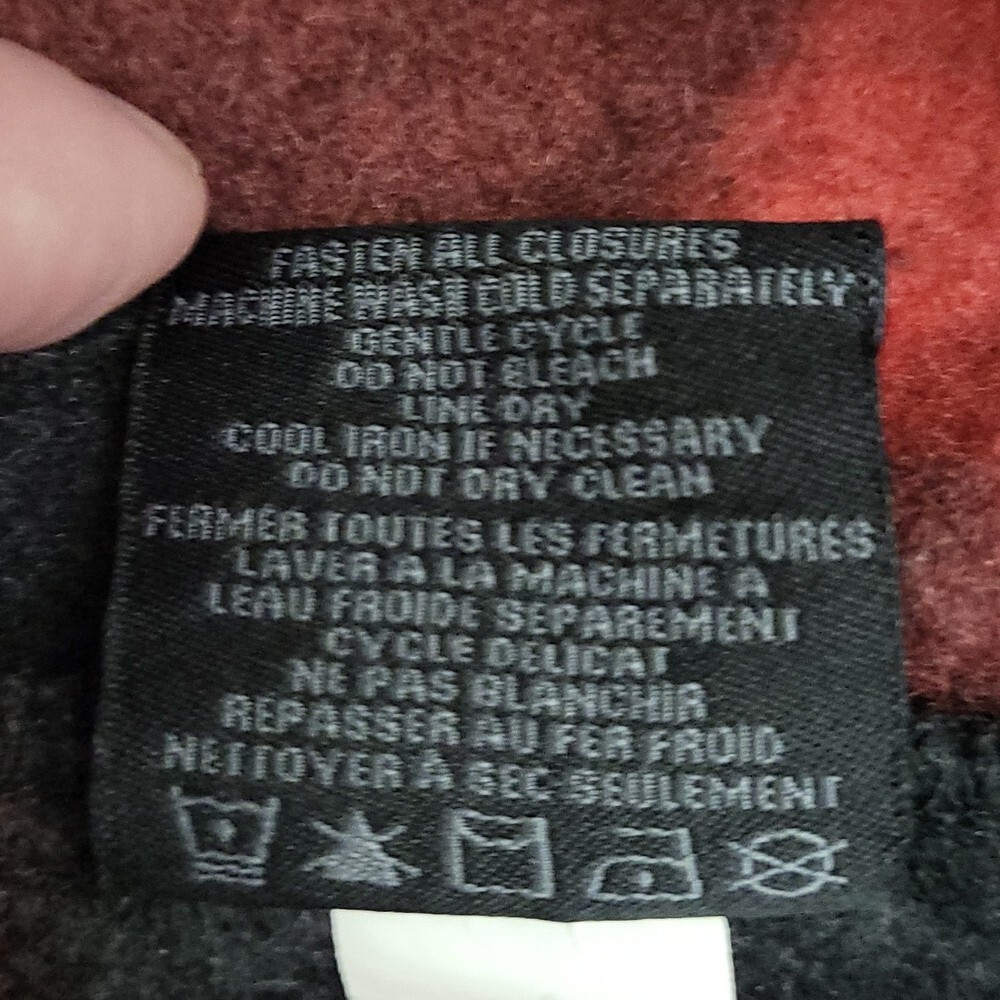 FASTEN ALL CLOSURES
MACHINE WASH COLD SEPARATELY
GENTLE CYCLE
DO NOT BLEACH
LINE DRY
COOL IRON IF NECESSARY
DO NOT DRY CLEAN
FERMER TOUTES LES FERMETURES
LAVER A LA MACHINE A
LEAU FROIDE SEPAREMENT
CYCLE DELICAT
NE PAS BLANCHIR
REPASSER AU FER FROID
NETTOYER À SEC SEULEMENT